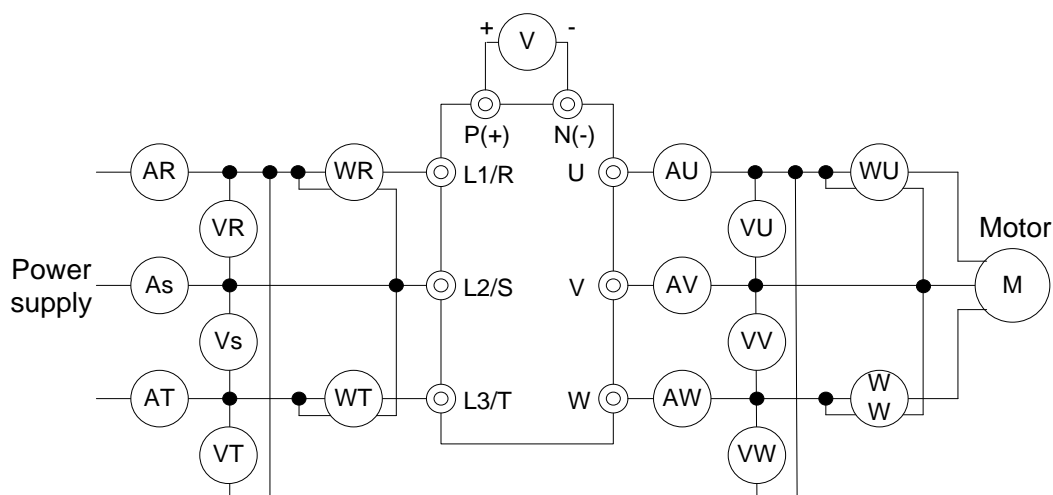 + V -
P(+) N(-)
AR WR L1/R U AU WU
VR VU Motor
Power
supply
As L2/S V AV M
Vs VV
AT WT L3/T W AW W
W
VT VW